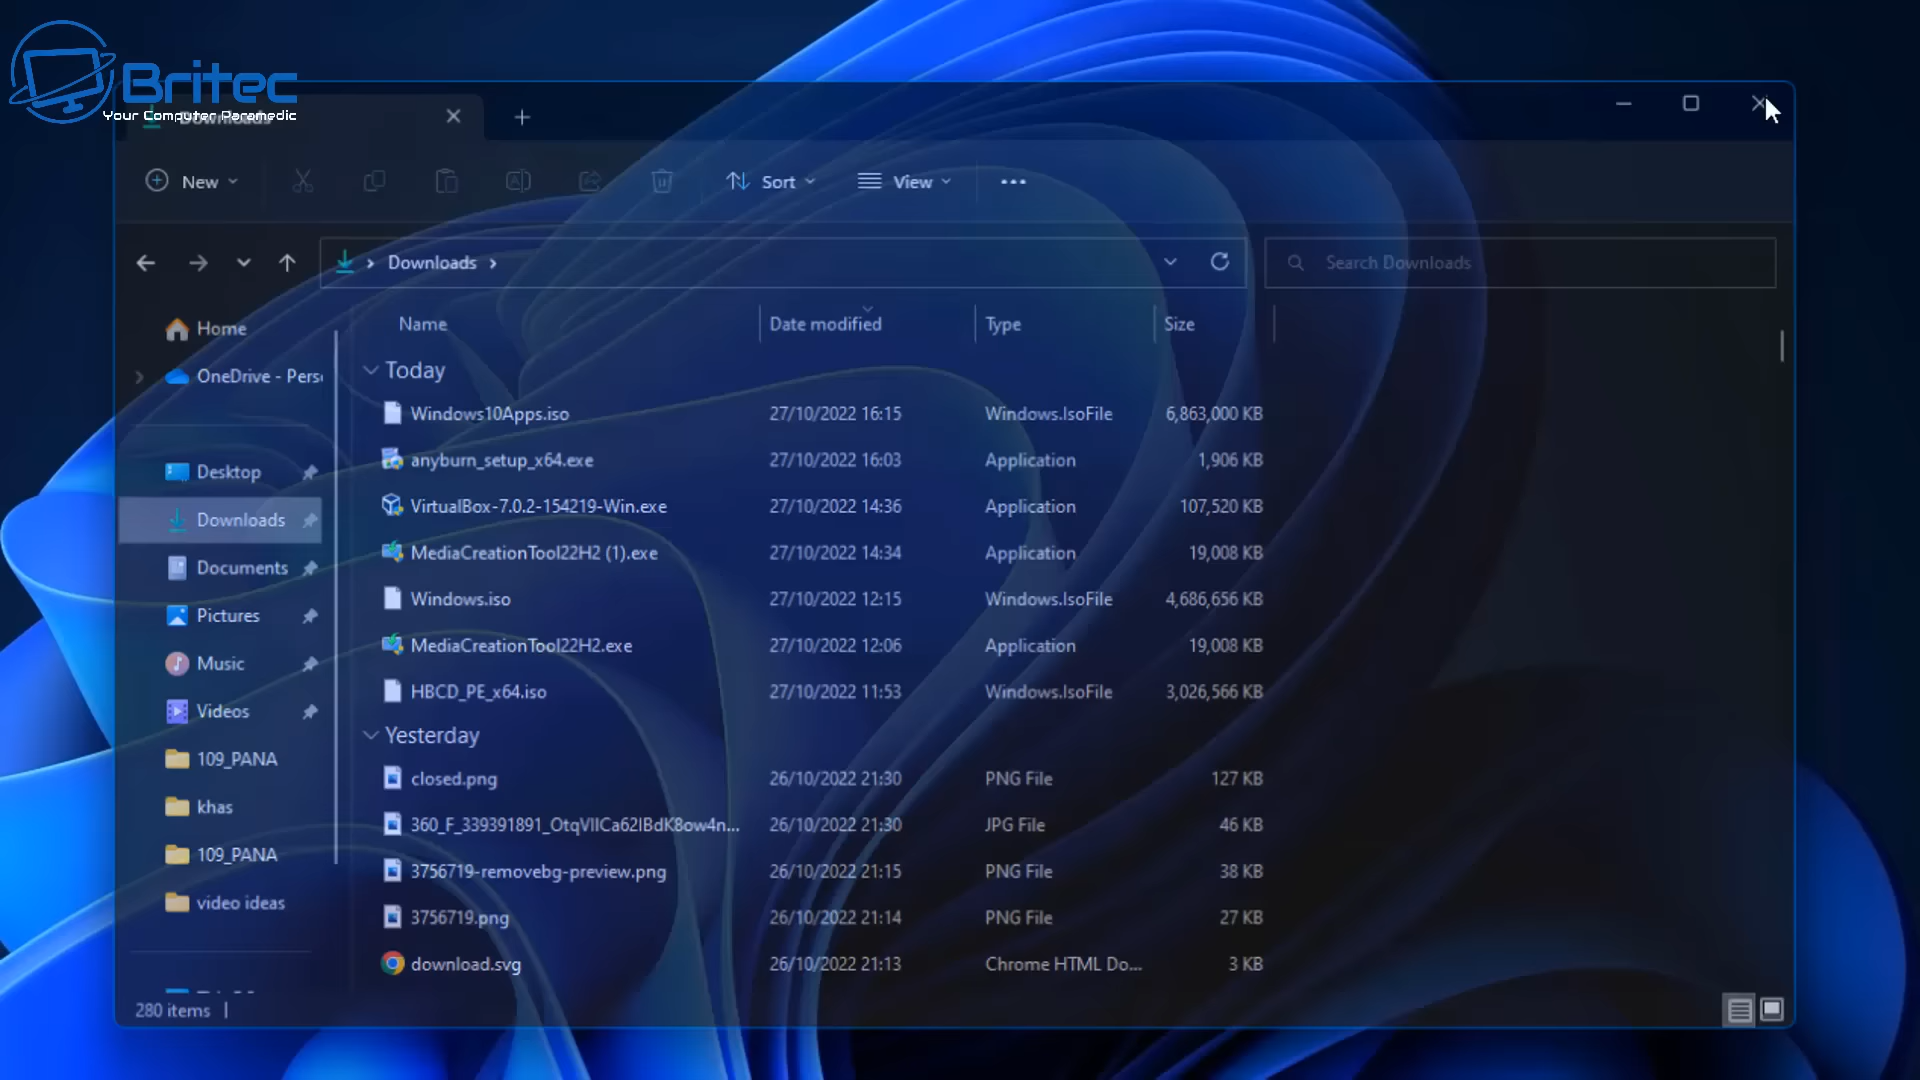 Britec
Your Computer Paramedic
Downloads
New
Sort
View
Downloads
Search Downloads
Home
OneDrive - Pers
Desktop
Downloads
Documents
Pictures
Music
Videos
109_PANA
khas
109_PANA
video ideas
Name Date modified Type Size
Today
Windows10Apps.iso 27/10/2022 16:15 Windows.IsoFile 6,863,000 KB
anyburn_setup_x64.exe 27/10/2022 16:03 Application 1,906 KB
VirtualBox-7.0.2-154219-Win.exe 27/10/2022 14:36 Application 107,520 KB
MediaCreationTool22H2 (1).exe 27/10/2022 14:34 Application 19,008 KB
Windows.iso 27/10/2022 12:15 Windows.IsoFile 4,686,656 KB
MediaCreationTool22H2.exe 27/10/2022 12:06 Application 19,008 KB
HBCD_PE_x64.iso 27/10/2022 11:53 Windows.IsoFile 3,026,566 KB
Yesterday
closed.png 26/10/2022 21:30 PNG File 127 KB
26/10/2022 21:30 JPG File 46 KB
3756719-removebg-preview.png 26/10/2022 21:15 PNG File 38 KB
3756719.png 26/10/2022 21:14 PNG File 27 KB
download.svg 26/10/2022 21:13 Chrome HTML Do... 3 KB
280 items